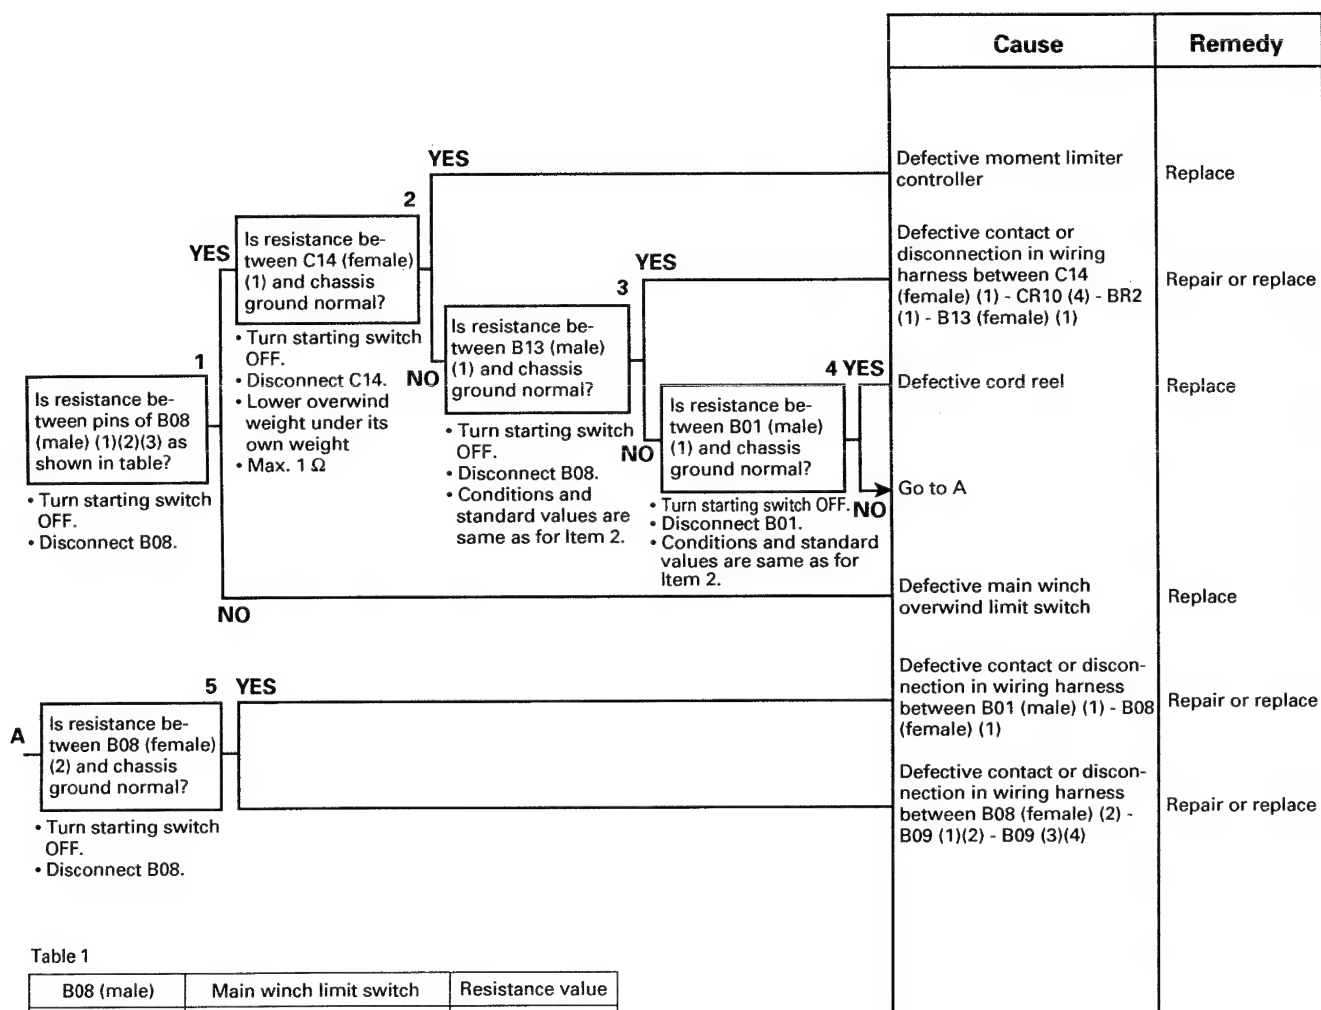 Cause
Remedy
YES
Defective moment limiter
controller
Replace
2
Is resistance be-
tween C14 (female)
(1) and chassis
ground normal?
YES
• Turn starting switch
OFF.
• Disconnect C14.
• Lower overwind
weight under its
own weight
• Max. 1 Ω
NO
YES
Defective contact or
disconnection in wiring
harness between C14
(female) (1) - CR10 (4) - BR2
(1) - B13 (female) (1)
Repair or replace
3
Is resistance be-
tween B13 (male)
(1) and chassis
ground normal?
• Turn starting switch
OFF.
• Disconnect B08.
• Conditions and
standard values are
same as for Item 2.
NO
1
Is resistance be-
tween pins of B08
(male) (1)(2)(3) as
shown in table?
• Turn starting switch
OFF.
• Disconnect B08.
4 YES
Defective cord reel
Replace
Is resistance be-
tween B01 (male)
(1) and chassis
ground normal?
• Turn starting switch OFF.
• Disconnect B01.
• Conditions and standard
values are same as for
Item 2.
NO
Go to A
NO
Defective main winch
overwind limit switch
Replace
5 YES
A
Is resistance be-
tween B08 (female)
(2) and chassis
ground normal?
• Turn starting switch
OFF.
• Disconnect B08.
Defective contact or discon-
nection in wiring harness
between B01 (male) (1) - B08
(female) (1)
Repair or replace
Defective contact or discon-
nection in wiring harness
between B08 (female) (2) -
B09 (1)(2) - B09 (3)(4)
Repair or replace
Table 1
B08 (male)
Main winch limit switch
Resistance value